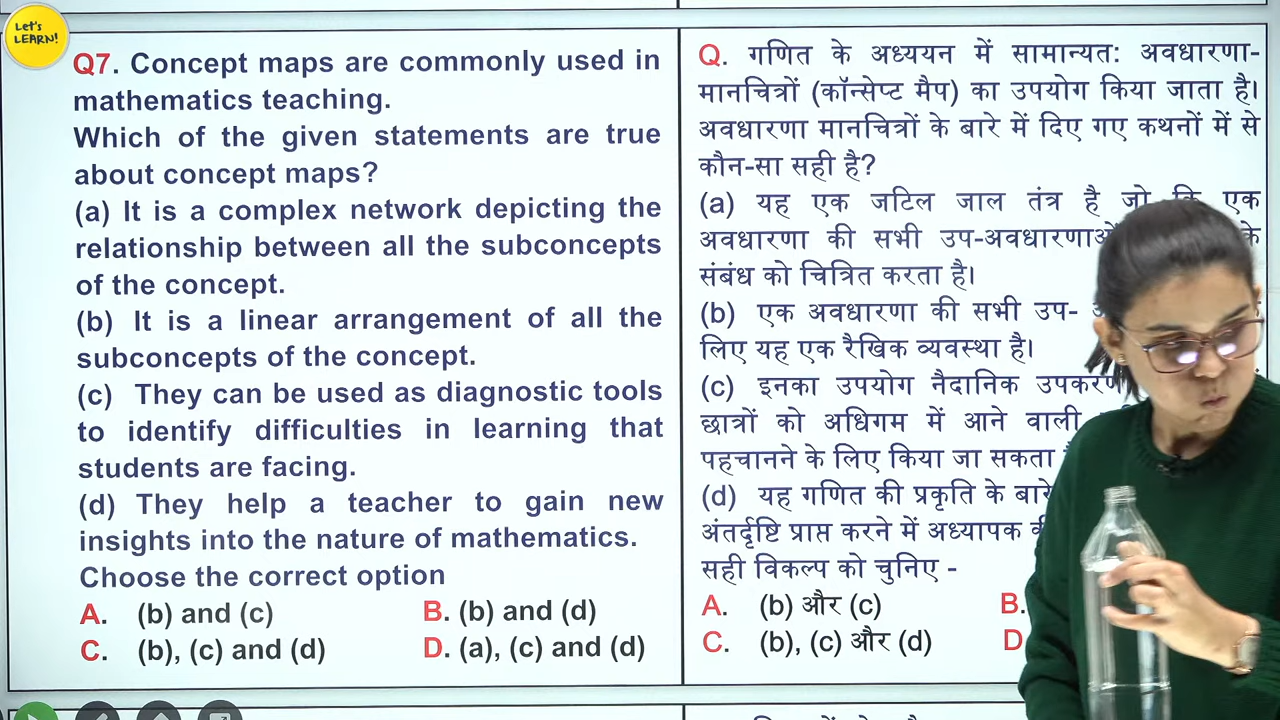 Let's
LEARN!
Q7. Concept maps are commonly used in
mathematics teaching.
Which of the given statements are true
about concept maps?
(a) It is a complex network depicting the
relationship between all the subconcepts
of the concept.
(b) It is a linear arrangement of all the
subconcepts of the concept.
(c) They can be used as diagnostic tools
to identify difficulties in learning that
students are facing.
(d) They help a teacher to gain new
insights into the nature of mathematics.
Choose the correct option
A. (b) and (c) B. (b) and (d)
C. (b), (c) and (d) D. (a), (c) and (d)
Q. गणित के अध्ययन में सामान्यत: अवधारणा-
मानचित्रों (कॉन्सेप्ट मैप) का उपयोग किया जाता है।
अवधारणा मानचित्रों के बारे में दिए गए कथनों में से
कौन-सा सही है?
(a) यह एक जटिल जाल तंत्र है जो कि एक
अवधारणा की सभी उप-अवधारणाओं के
संबंध को चित्रित करता है।
(b) एक अवधारणा की सभी उप-
लिए यह एक रैखिक व्यवस्था है।
(c) इनका उपयोग नैदानिक उपकरण
छात्रों को अधिगम में आने वाली
पहचानने के लिए किया जा सकता
(d) यह गणित की प्रकृति के बारे
अंतर्दृष्टि प्राप्त करने में अध्यापक
सही विकल्प को चुनिए -
A. (b) और (c) B.
C. (b), (c) और (d) D